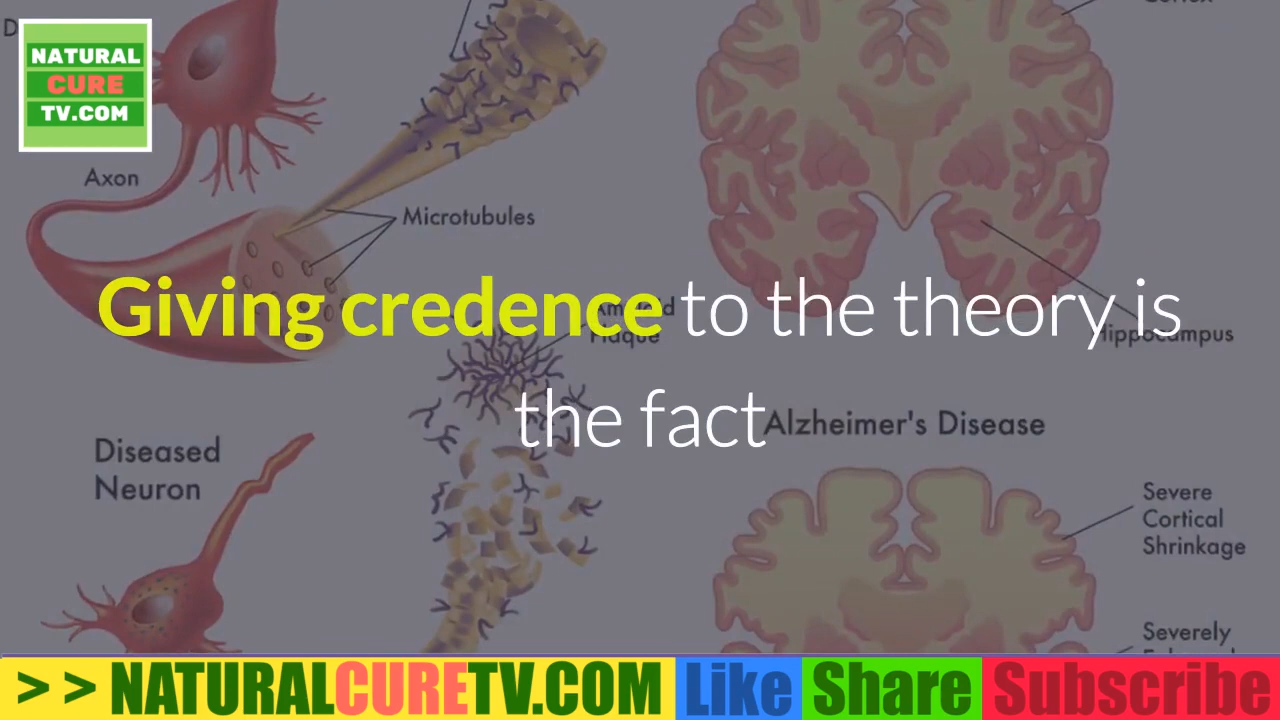 NATURAL
CURE
TV.COM
Axon
Microtubules
Giving credence to the theory is
the fact
Plaque
Hippocampus
Alzheimer's Disease
Diseased
Neuron
Severe
Cortical
Shrinkage
Severely
> > NATURALCURETV.COM Like Share Subscribe